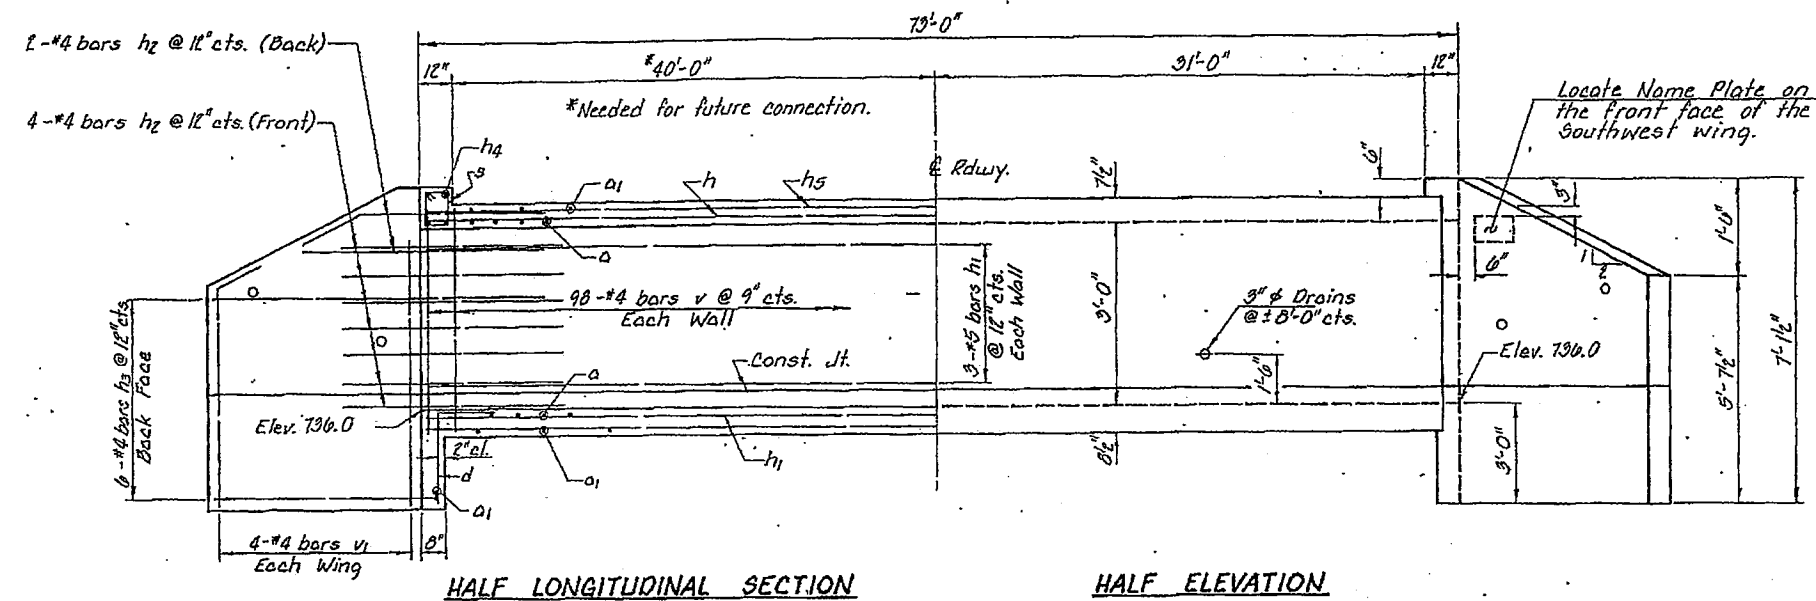 73'-0"
2-#4 bars h2 @ 12" cts. (Back)
12"
*40'-0"
31'-0"
12"
*Needed for future connection.
Locate Name Plate on
the front face of the
Southwest wing.
4-#4 bars h2 @ 12" cts. (Front)
h4
s
a1
h
h5
℄ Rdwy.
7½"
6"
5"
a
6"
1
2
1'-6"
98-#4 bars v @ 9" cts.
Each Wall
3-#5 bars h1
@ 12" cts.
Each Wall
3'-0"
3" ϕ Drains
@ ± 8'-0" cts.
Elev. 736.0
7'-1½"
5'-7½"
6-#4 bars h3 @ 12" cts.
Back Face
Const. Jt.
a
1'-6"
Elev. 736.0
2" cl.
d
a1
h1
8½"
3'-0"
a1
4-#4 bars v1
Each Wing
8"
HALF LONGITUDINAL SECTION
HALF ELEVATION